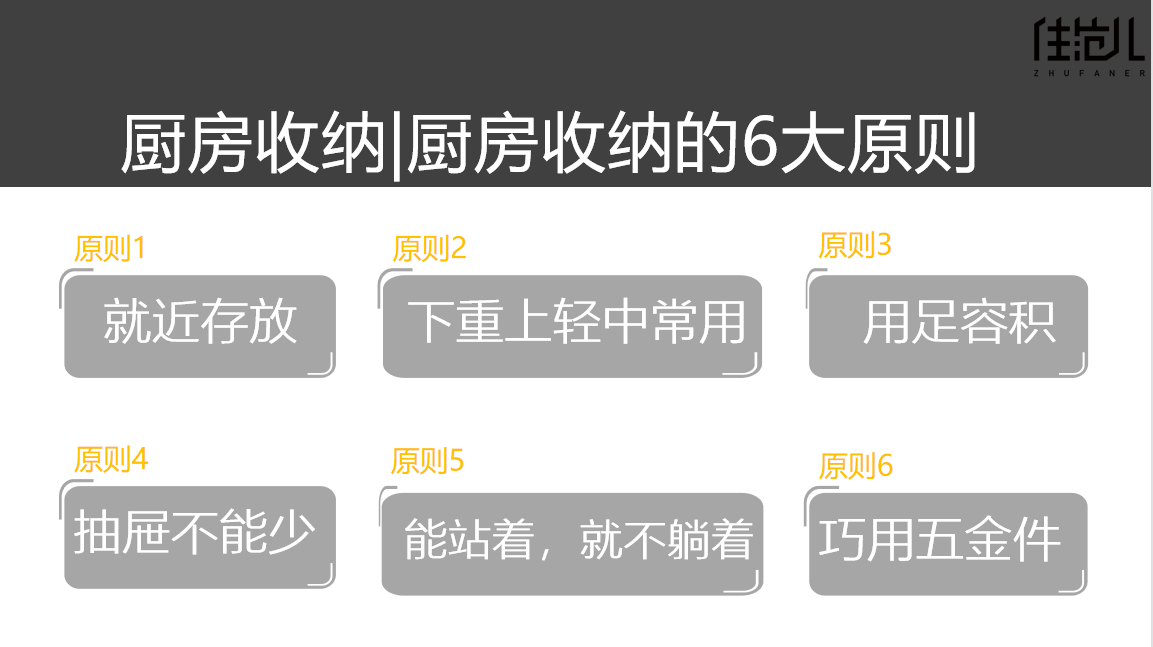 住范儿
ZHUFANER
厨房收纳|厨房收纳的6大原则
原则1
就近存放
原则2
下重上轻中常用
原则3
用足容积
原则4
抽屉不能少
原则5
能站着，就不躺着
原则6
巧用五金件